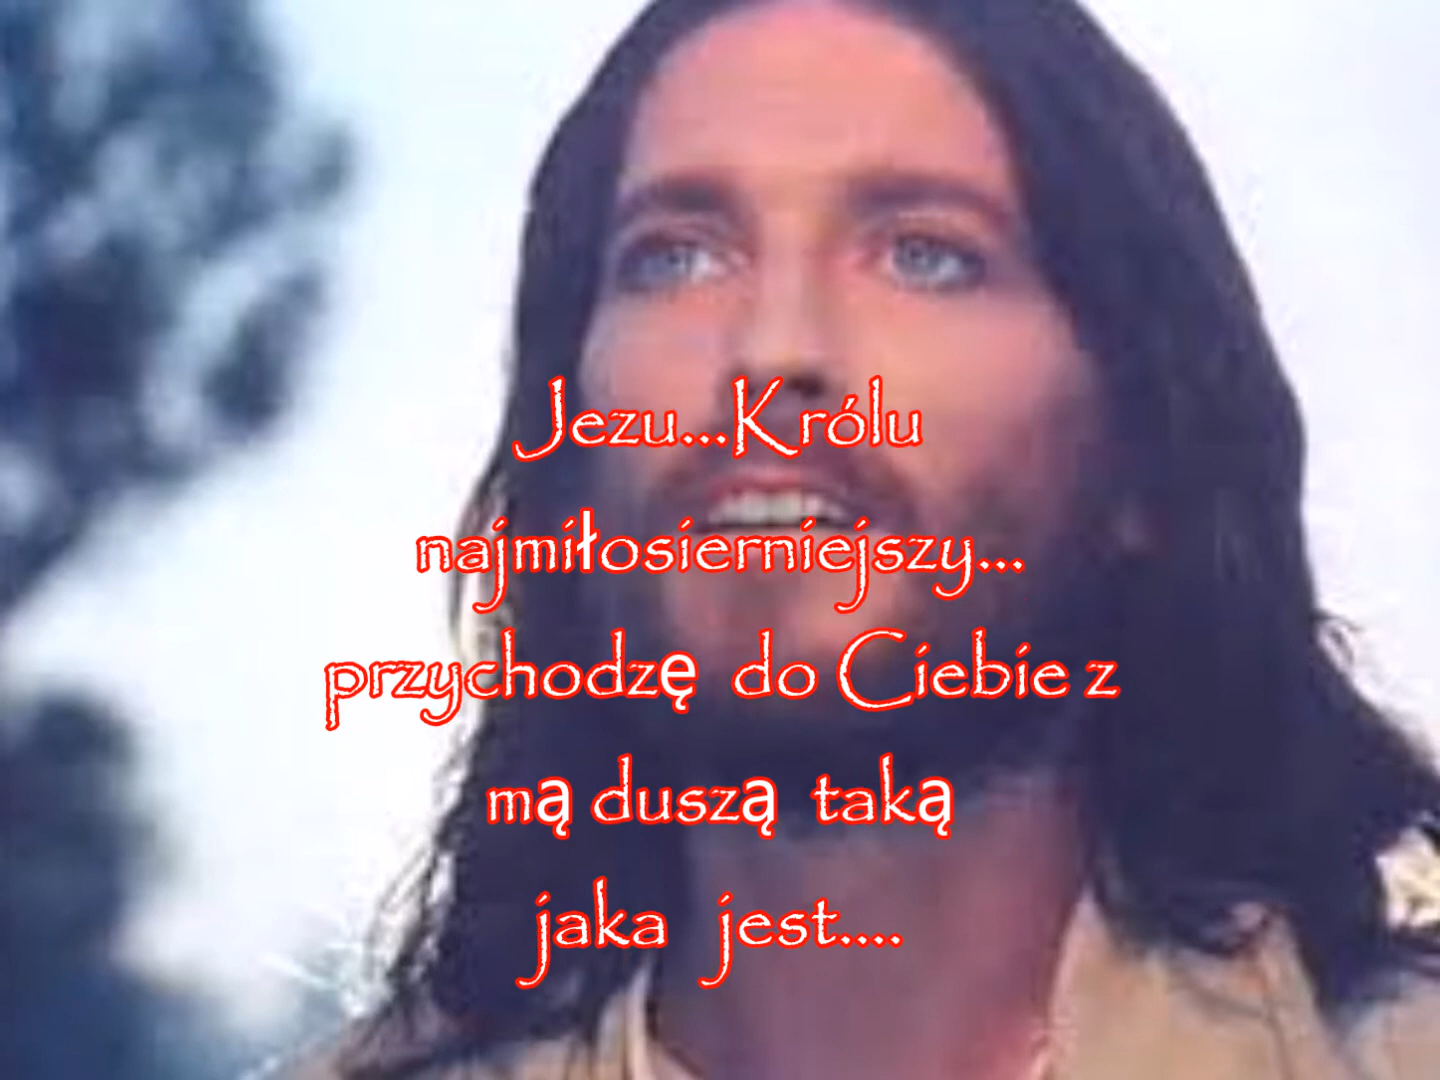 Jezu...Królu
najmiłosierniejszy...
przychodzę do Ciebie z
mą duszą taką
jaka jest....